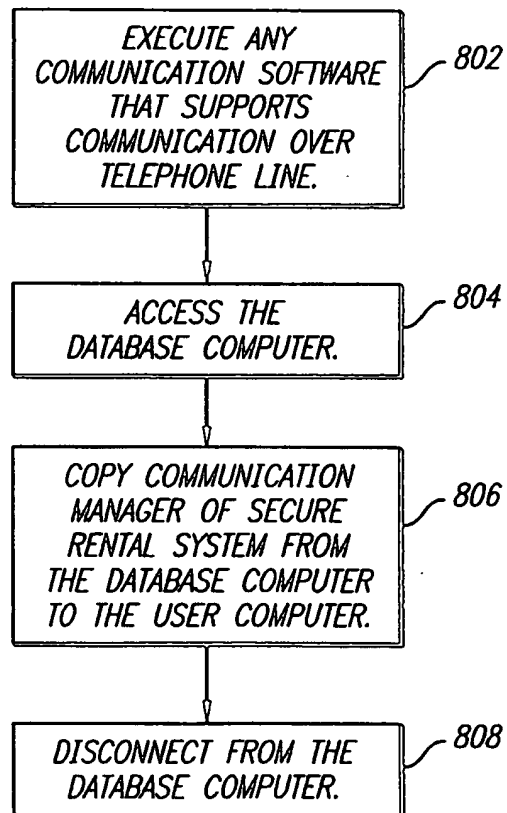 EXECUTE ANY
COMMUNICATION SOFTWARE
THAT SUPPORTS
COMMUNICATION OVER
TELEPHONE LINE.
802
ACCESS THE
DATABASE COMPUTER.
804
COPY COMMUNICATION
MANAGER OF SECURE
RENTAL SYSTEM FROM
THE DATABASE COMPUTER
TO THE USER COMPUTER.
806
DISCONNECT FROM THE
DATABASE COMPUTER.
808